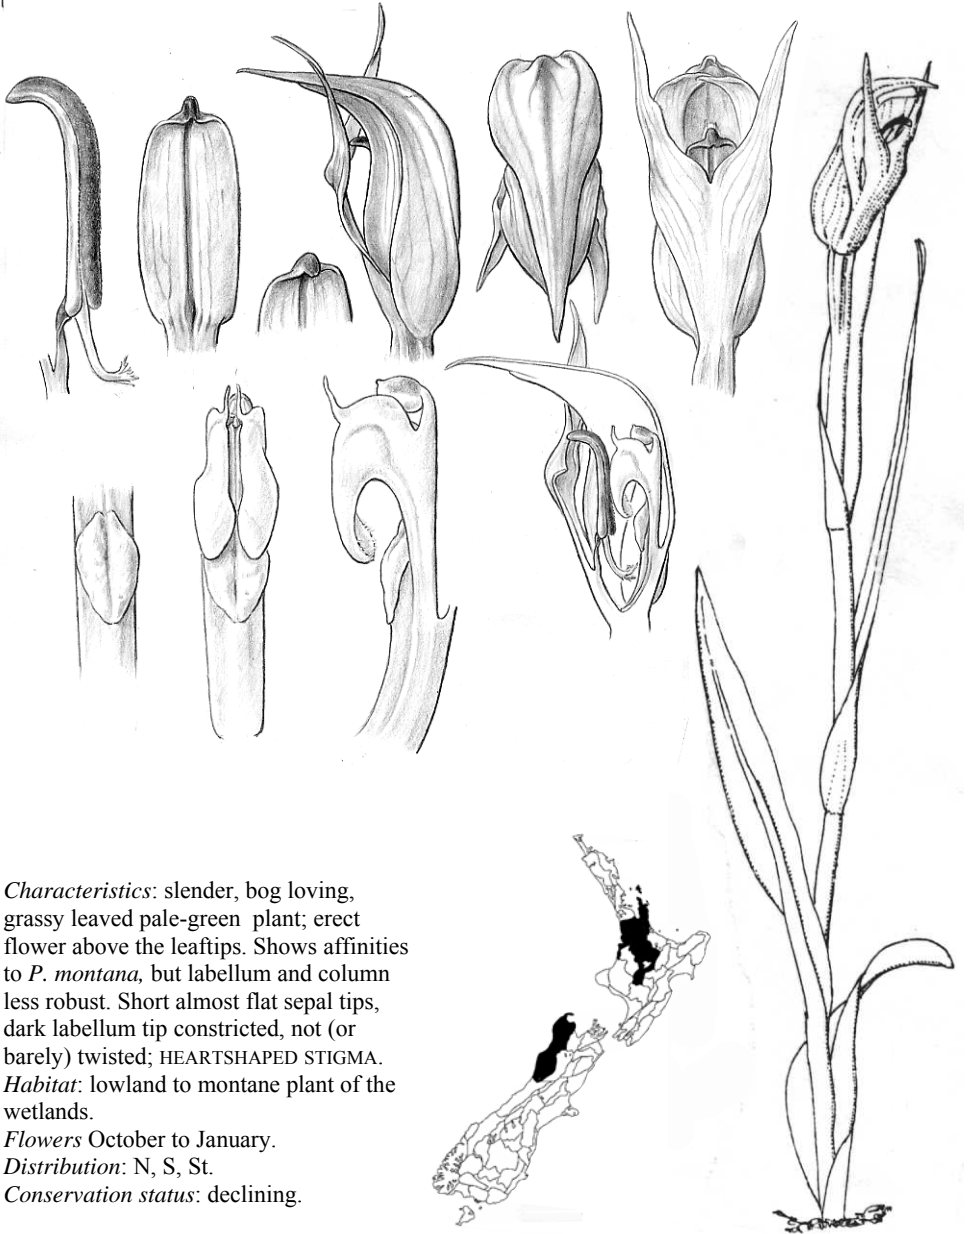 Characteristics: slender, bog loving,
grassy leaved pale-green plant; erect
flower above the leaftips. Shows affinities
to P. montana, but labellum and column
less robust. Short almost flat sepal tips,
dark labellum tip constricted, not (or
barely) twisted; HEARTSHAPED STIGMA.
Habitat: lowland to montane plant of the
wetlands.
Flowers October to January.
Distribution: N, S, St.
Conservation status: declining.